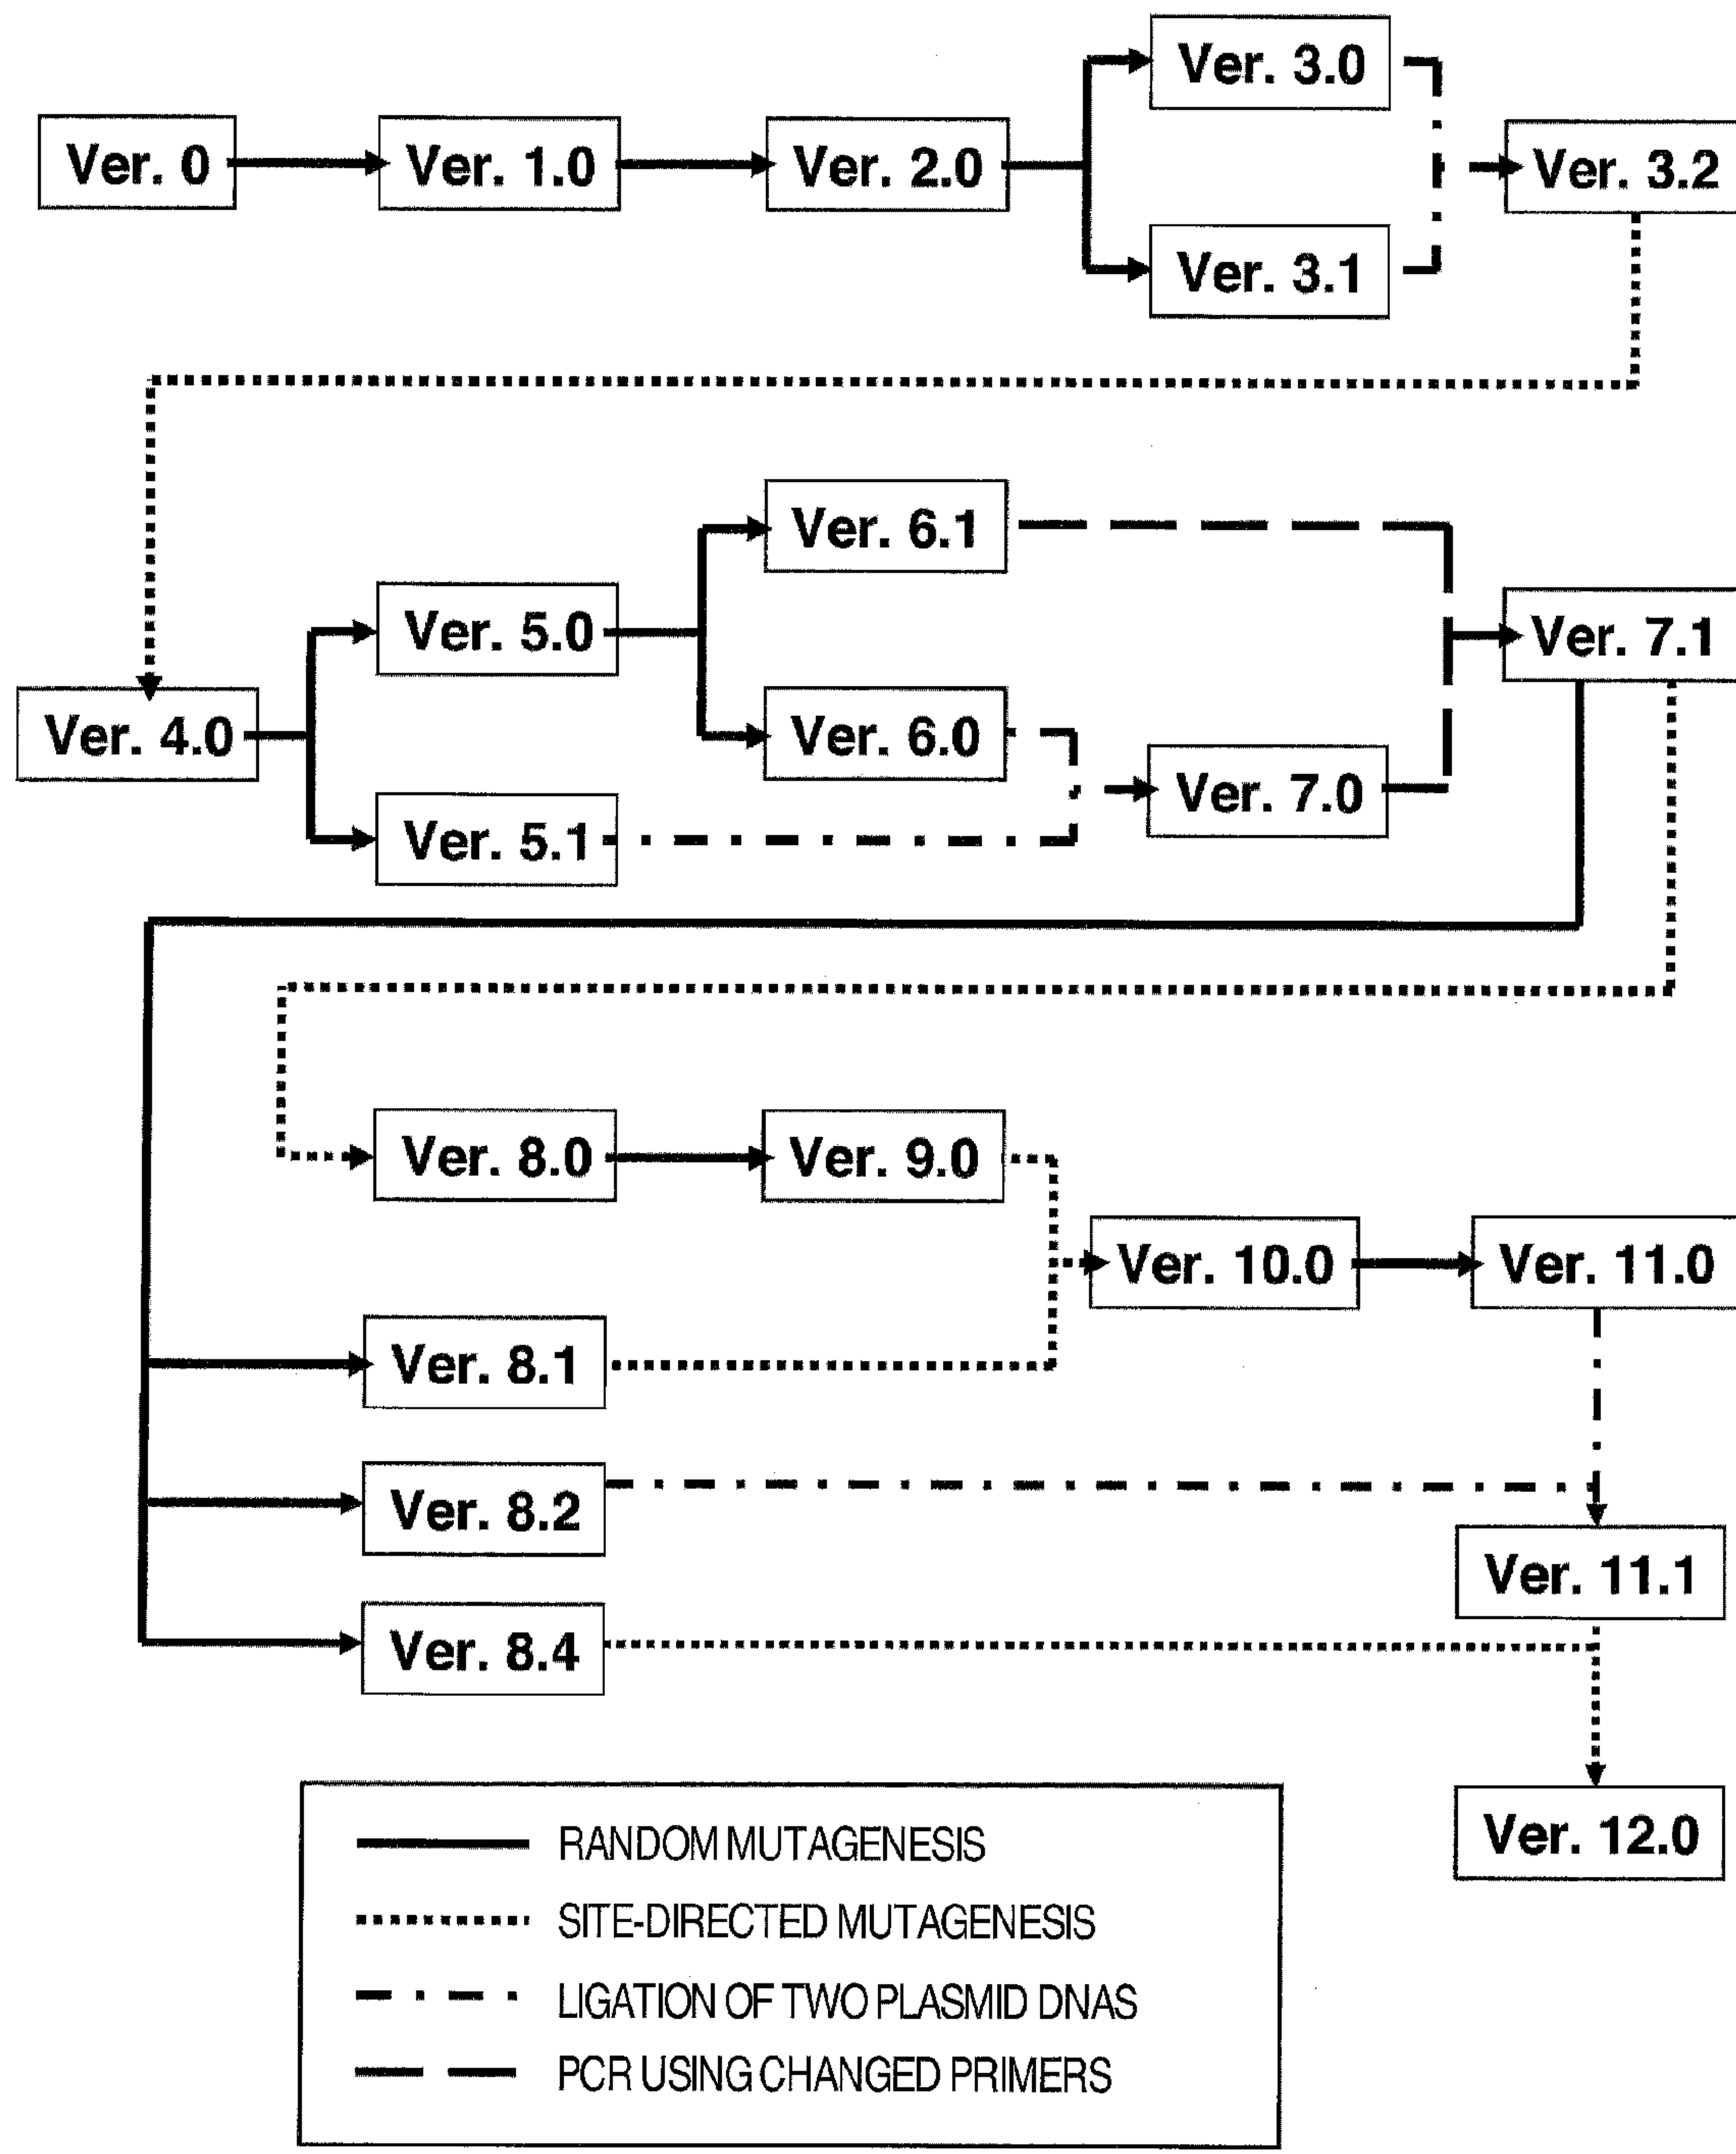 Ver. 0
Ver. 1.0
Ver. 2.0
Ver. 3.0
Ver. 3.1
Ver. 3.2
Ver. 4.0
Ver. 5.0
Ver. 5.1
Ver. 6.1
Ver. 6.0
Ver. 7.0
Ver. 7.1
Ver. 8.0
Ver. 9.0
Ver. 10.0
Ver. 11.0
Ver. 8.1
Ver. 8.2
Ver. 11.1
Ver. 8.4
Ver. 12.0
RANDOM MUTAGENESIS
SITE-DIRECTED MUTAGENESIS
LIGATION OF TWO PLASMID DNAS
PCR USING CHANGED PRIMERS